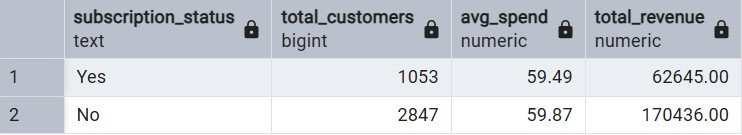 subscription_status total_customers avg_spend total_revenue
text bigint numeric numeric
1 Yes 1053 59.49 62645.00
2 No 2847 59.87 170436.00